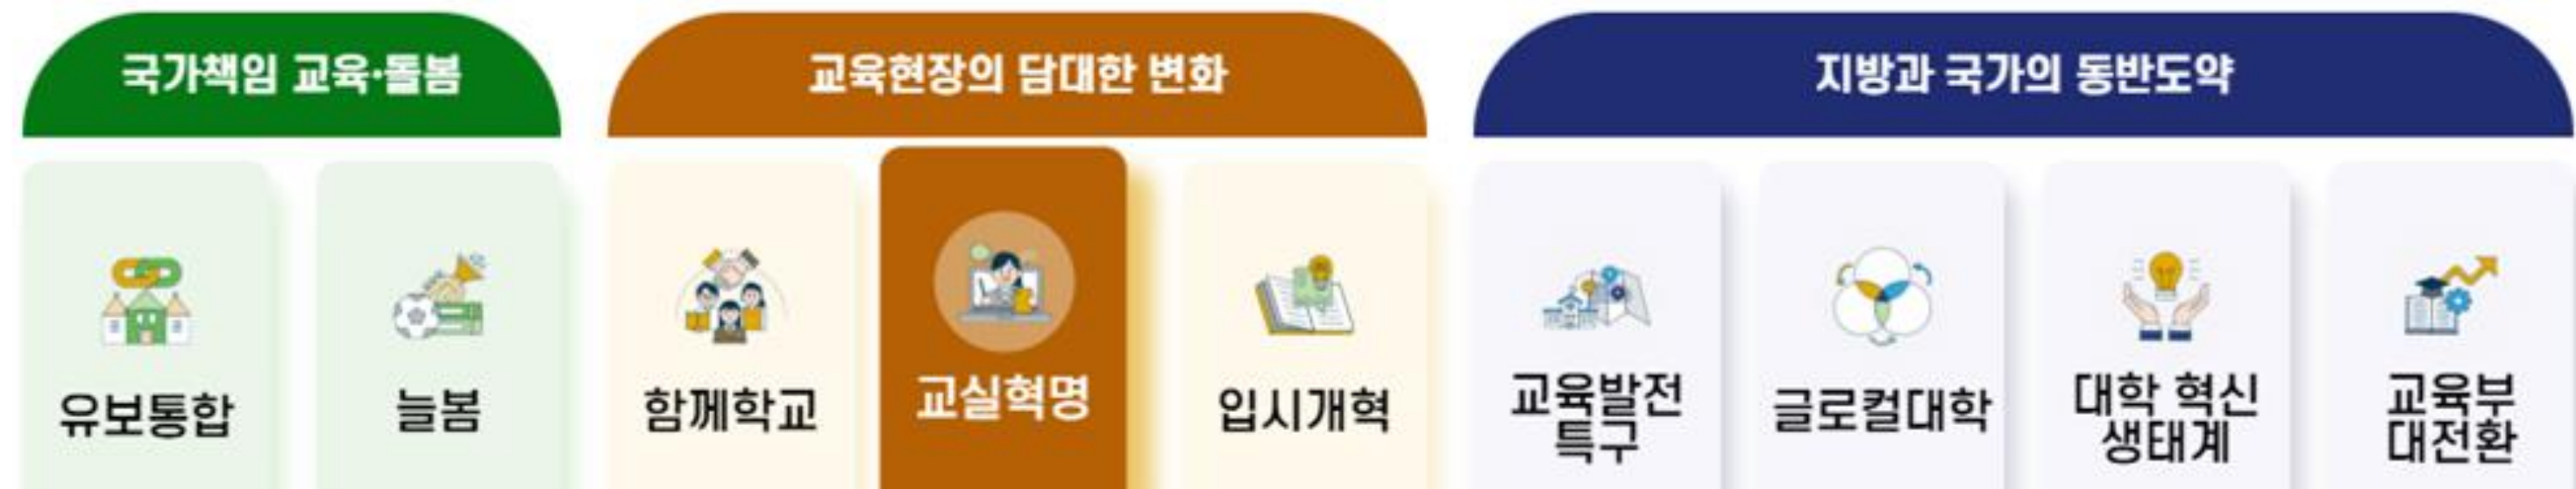 국가책임 교육·돌봄
교육현장의 담대한 변화
지방과 국가의 동반도약
유보통합
늘봄
함께학교
교실혁명
입시개혁
교육발전
특구
글로컬대학
대학 혁신
생태계
교육부
대전환